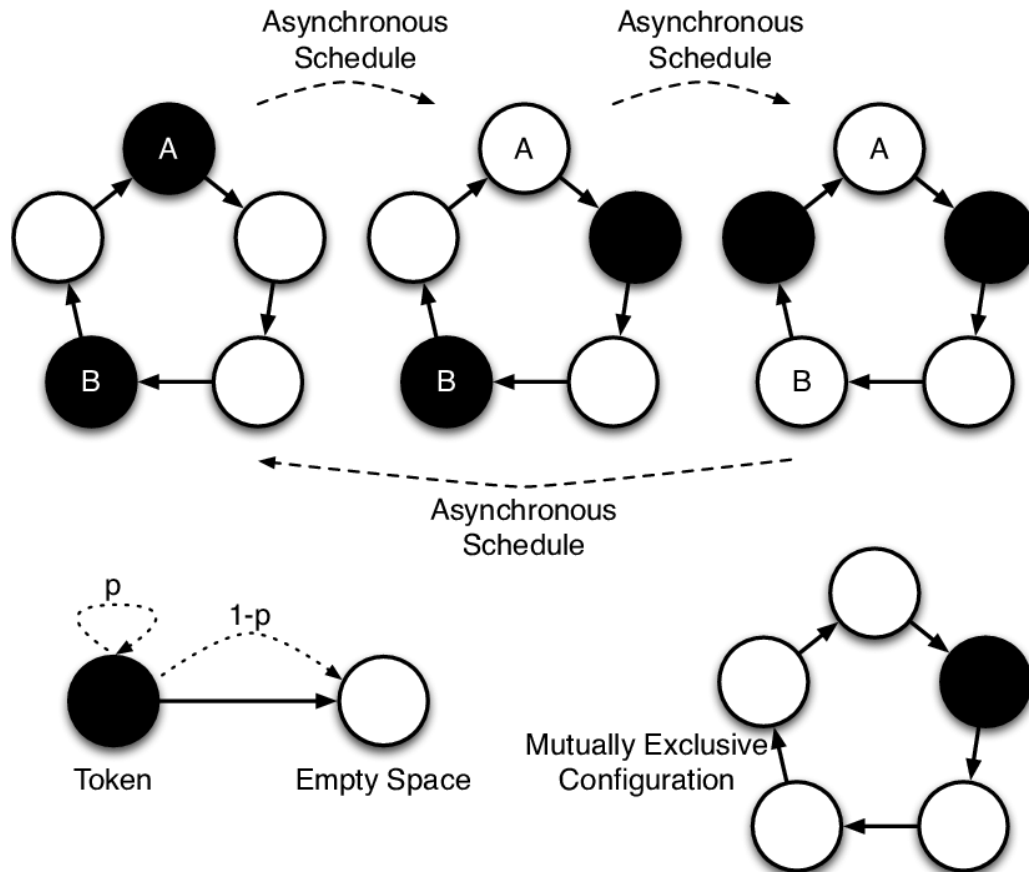 Asynchronous
Schedule
Asynchronous
Schedule
A
A
A
B
B
B
Asynchronous
Schedule
p
1-p
Token
Empty Space
Mutually Exclusive
Configuration